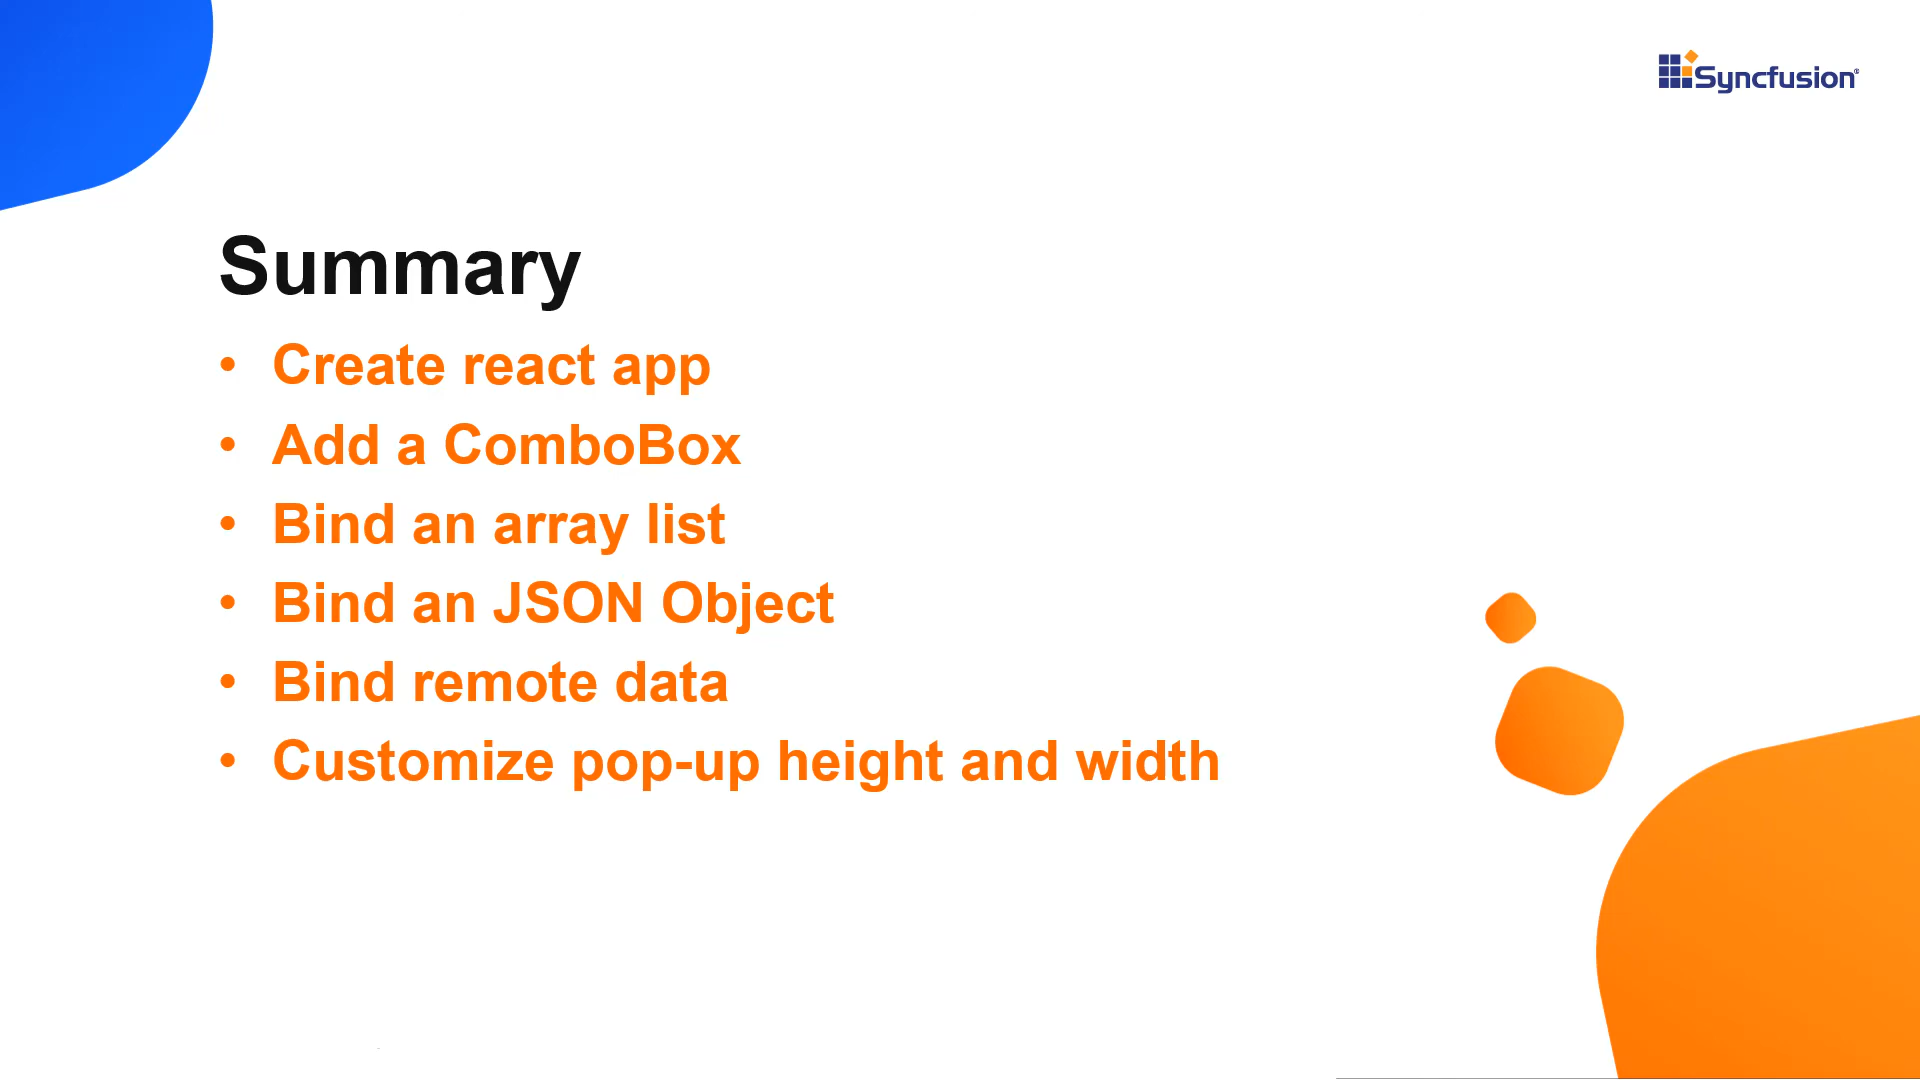 Syncfusion®
Summary
• Create react app
• Add a ComboBox
• Bind an array list
• Bind an JSON Object
• Bind remote data
• Customize pop-up height and width